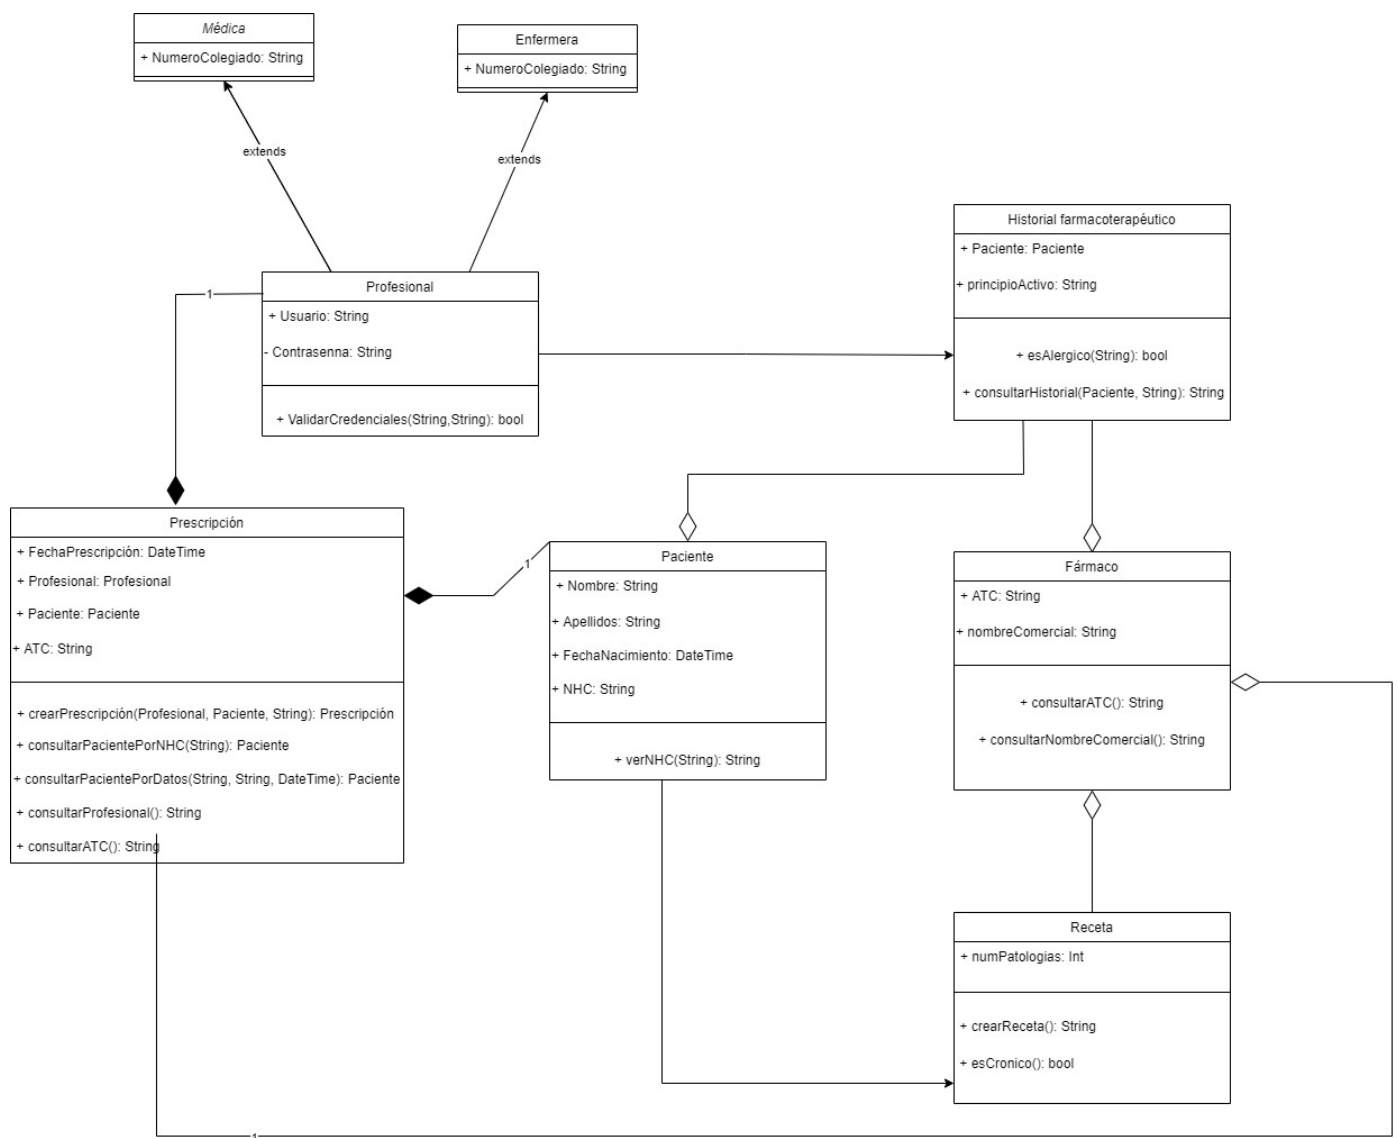 Médica
+ NumeroColegiado: String
Enfermera
+ NumeroColegiado: String
extends
extends
Profesional
+ Usuario: String
- Contrasenna: String
+ ValidarCredenciales(String,String): bool
1
Historial farmacoterapéutico
+ Paciente: Paciente
+ principioActivo: String
+ esAlergico(String): bool
+ consultarHistorial(Paciente, String): String
Prescripción
+ FechaPrescripción: DateTime
+ Profesional: Profesional
+ Paciente: Paciente
+ ATC: String
+ crearPrescripción(Profesional, Paciente, String): Prescripción
+ consultarPacientePorNHC(String): Paciente
+ consultarPacientePorDatos(String, String, DateTime): Paciente
+ consultarProfesional(): String
+ consultarATC(): String
1
Paciente
+ Nombre: String
+ Apellidos: String
+ FechaNacimiento: DateTime
+ NHC: String
+ verNHC(String): String
Fármaco
+ ATC: String
+ nombreComercial: String
+ consultarATC(): String
+ consultarNombreComercial(): String
Receta
+ numPatologias: Int
+ crearReceta(): String
+ esCronico(): bool
1